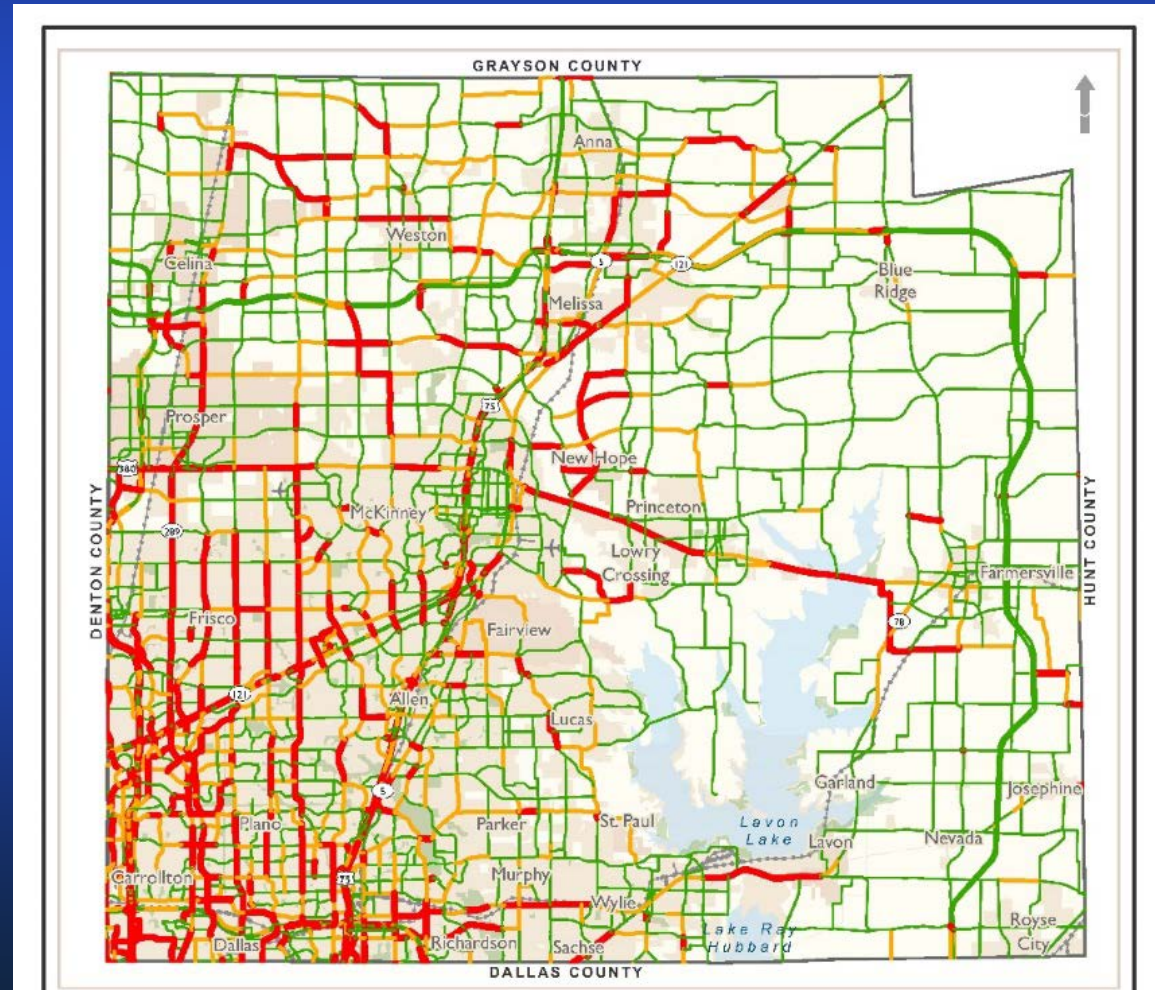 GRAYSON COUNTY
Anna
Weston
Celina
5
121
Blue
Ridge
Melissa
Prosper
75
New Hope
380
McKinney
Princeton
289
Lowry
Crossing
Farmersville
DENTON COUNTY
HUNT COUNTY
Frisco
Fairview
78
121
Allen
Lucas
5
Garland
Josephine
Plano
Parker
St. Paul
Lavon
Lake
Lavon
Nevada
Carrollton
75
Murphy
Wylie
Dallas
Richardson
Sachse
Lake Ray
Hubbard
Royse
City
DALLAS COUNTY